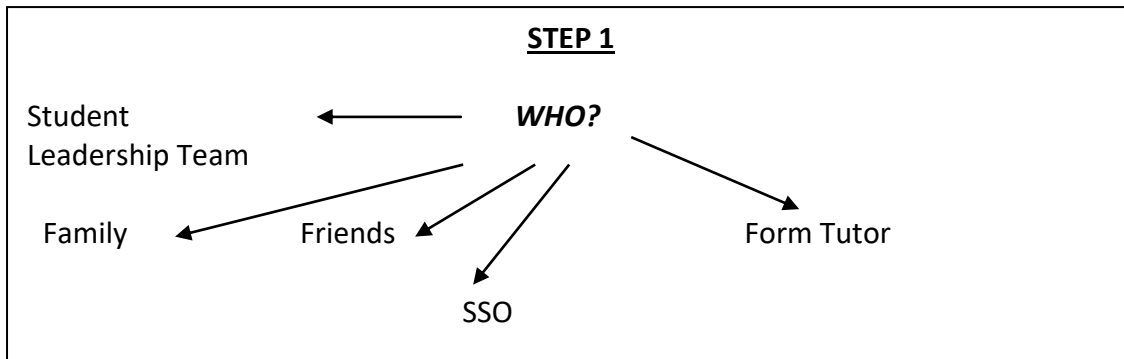 STEP 1
WHO?
Student
Leadership Team
Family
Friends
Form Tutor
SSO